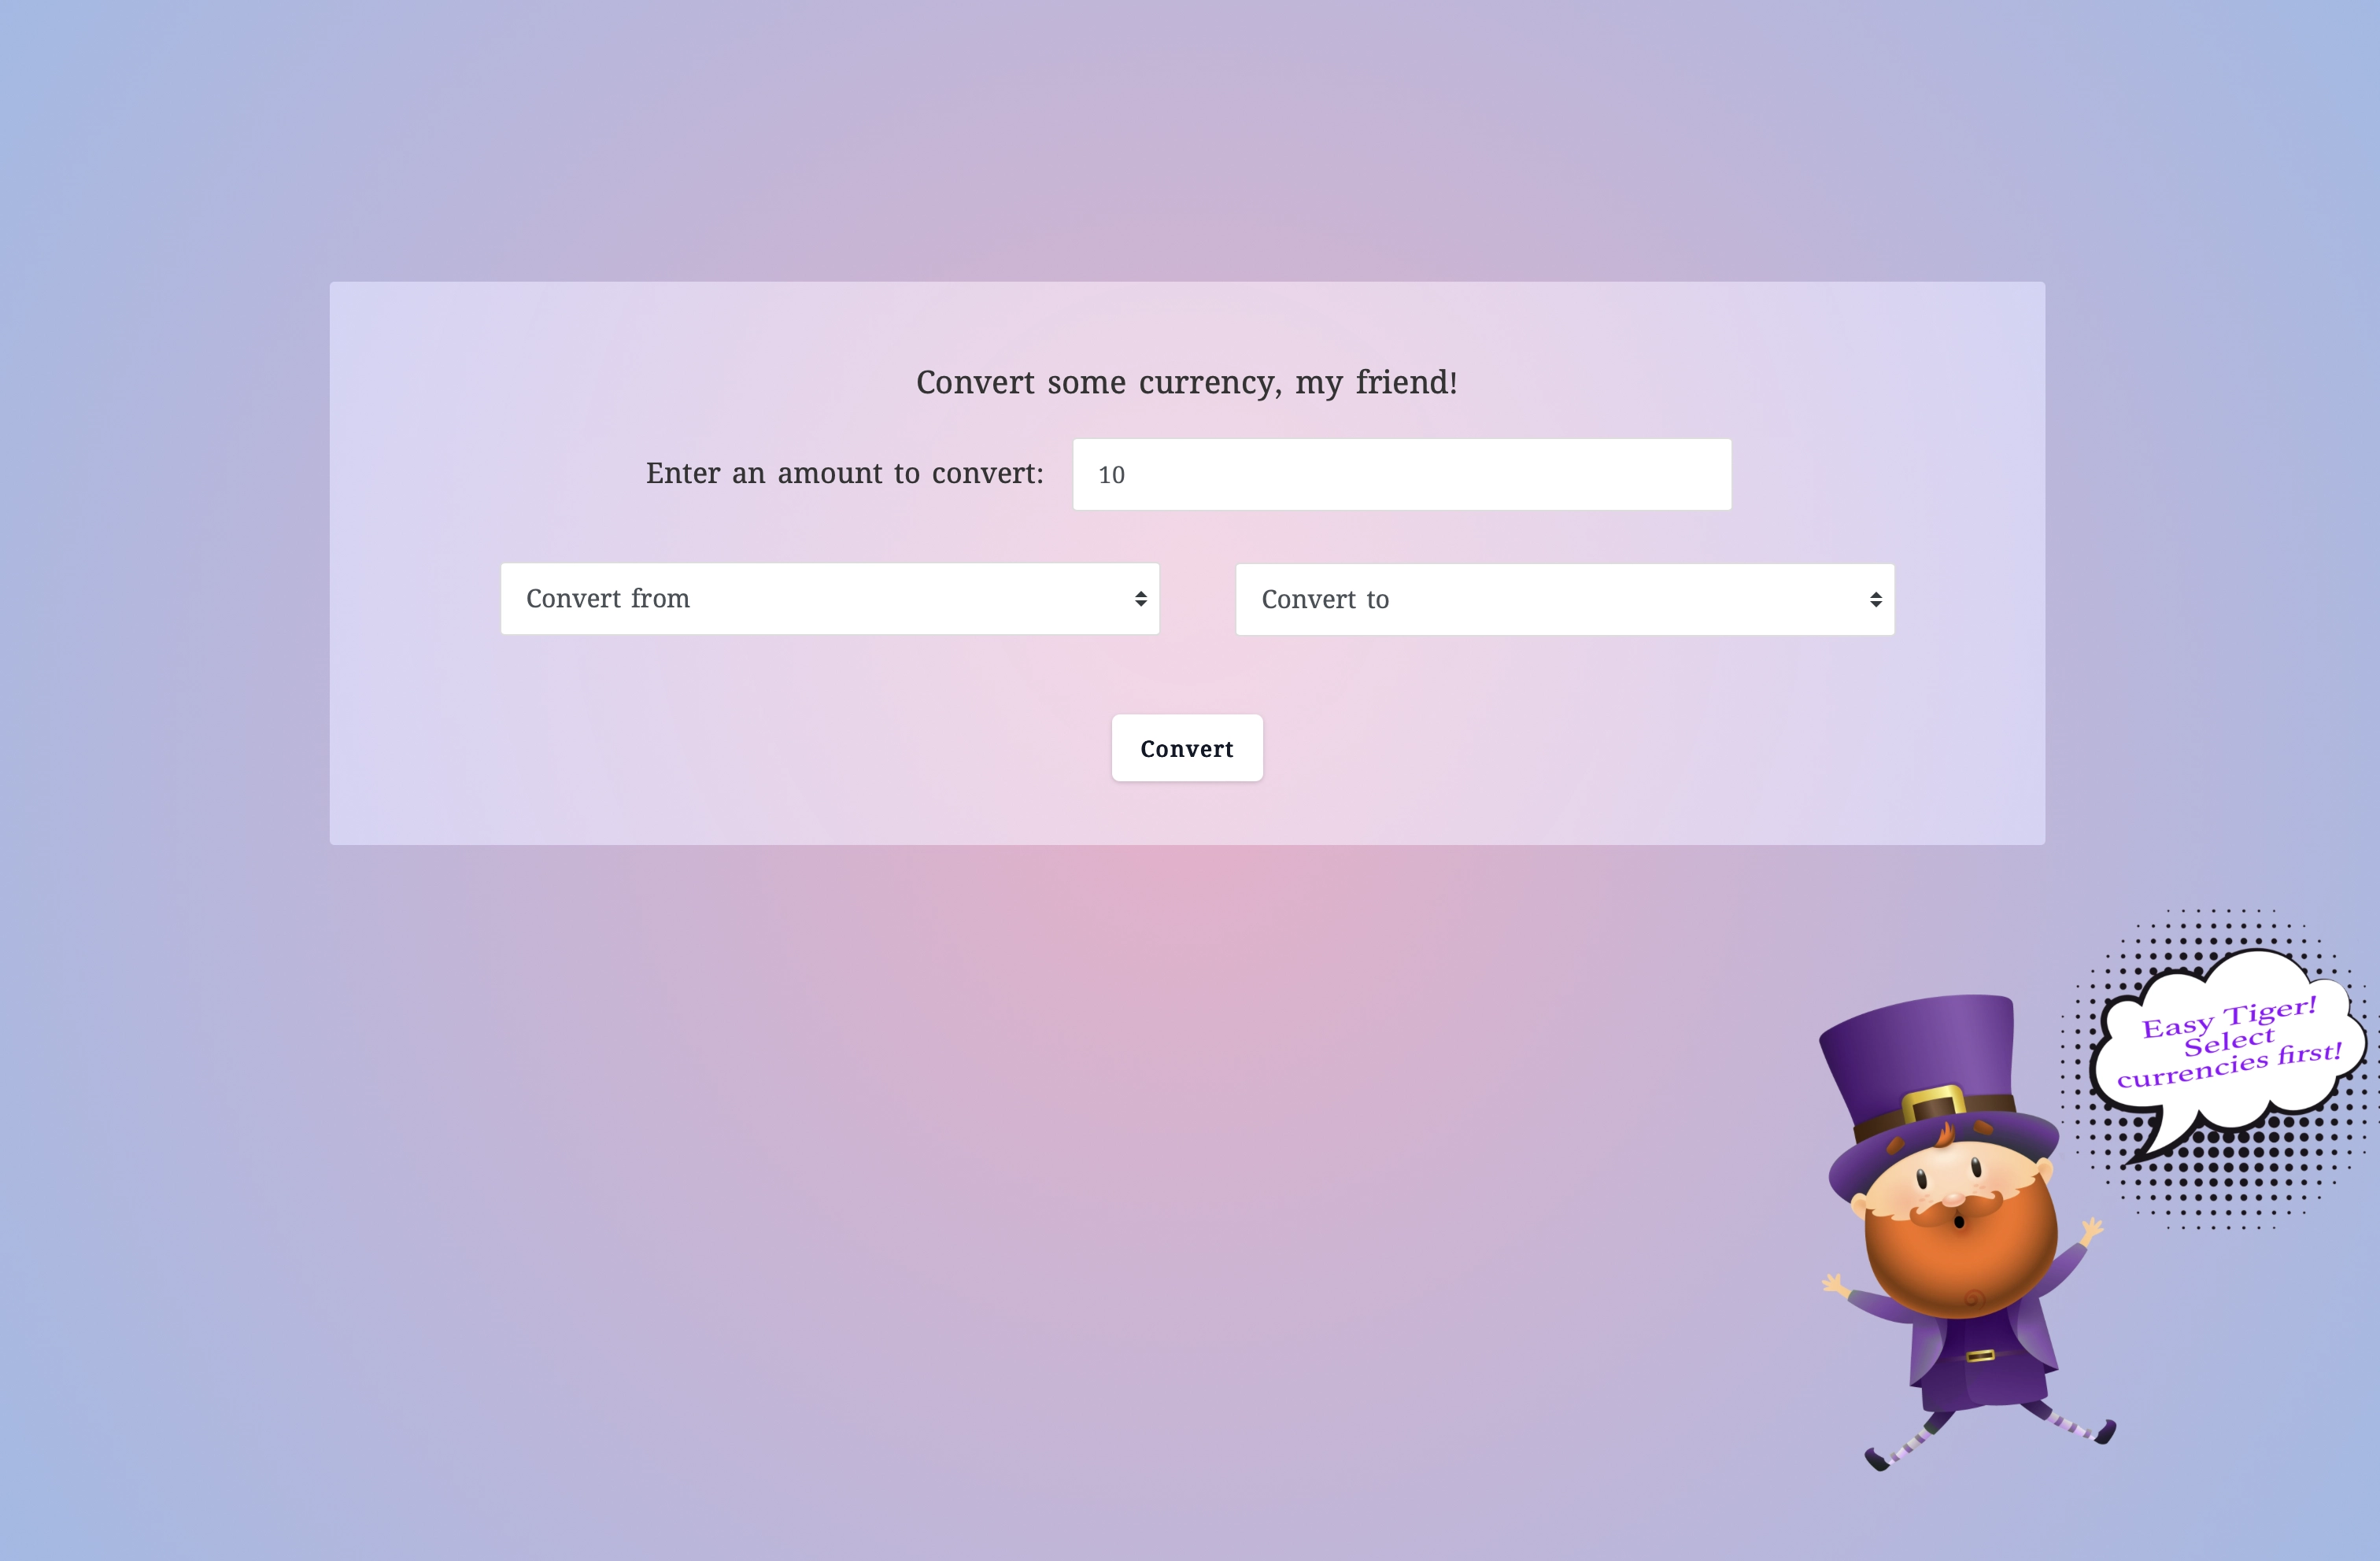 Convert some currency, my friend!
Enter an amount to convert:
10
Convert from
Convert to
Convert
Easy Tiger!
Select
currencies first!